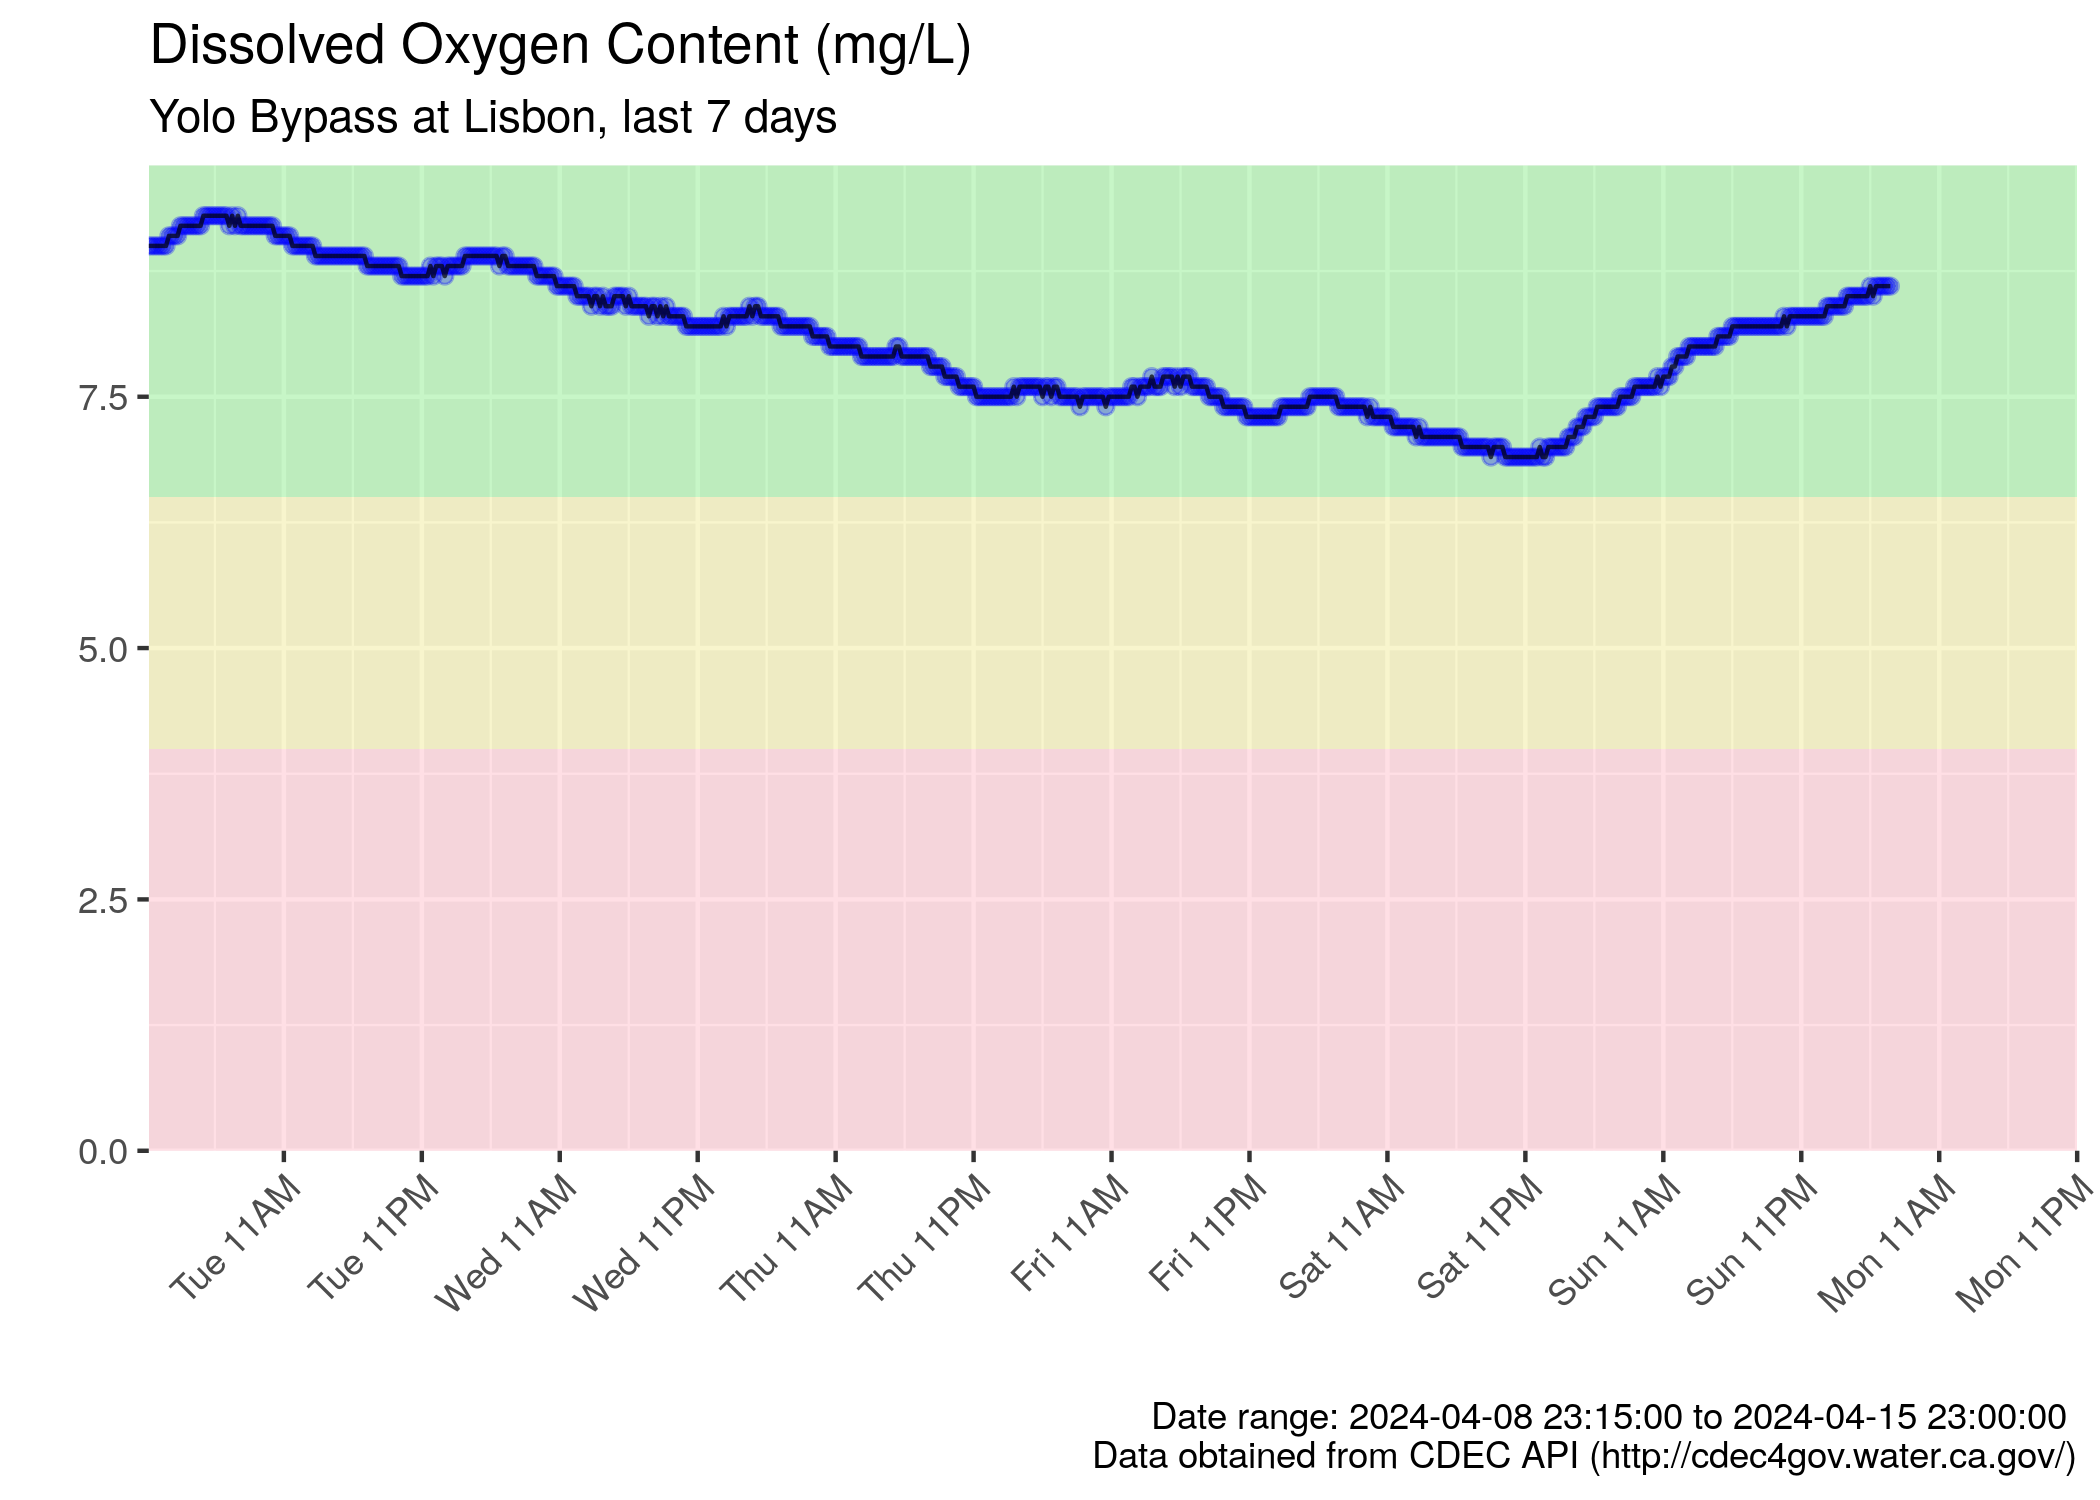 Dissolved Oxygen Content (mg/L)
Yolo Bypass at Lisbon, last 7 days
7.5
5.0
2.5
0.0
Tue 11AM
Tue 11PM
Wed 11AM
Wed 11PM
Thu 11AM
Thu 11PM
Fri 11AM
Fri 11PM
Sat 11AM
Sat 11PM
Sun 11AM
Sun 11PM
Mon 11AM
Mon 11PM
Date range: 2024-04-08 23:15:00 to 2024-04-15 23:00:00
Data obtained from CDEC API (http://cdec4gov.water.ca.gov/)